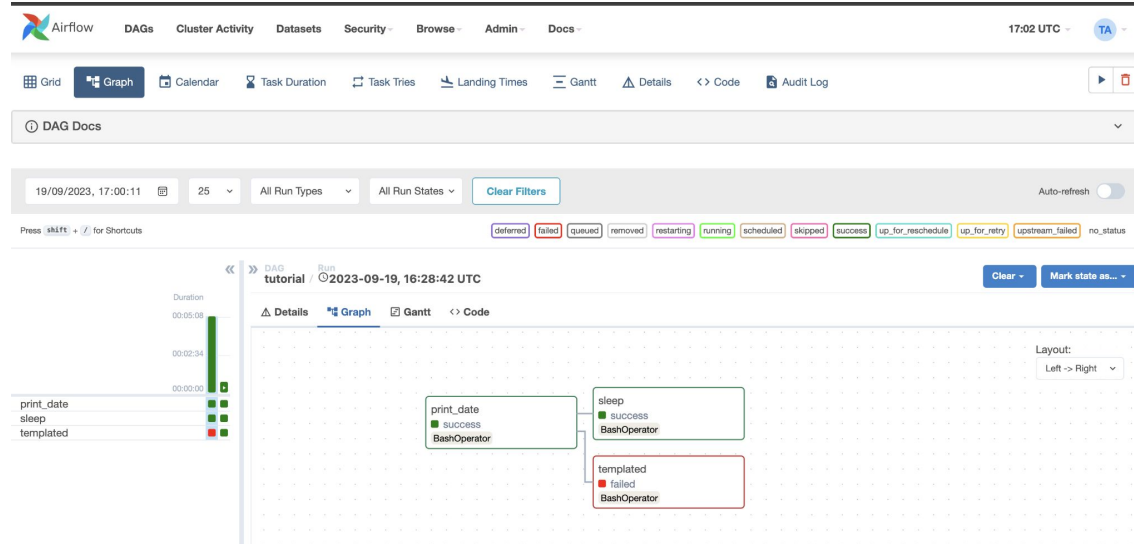 Airflow DAGs Cluster Activity Datasets Security Browse Admin Docs 17:02 UTC TA
Grid Graph Calendar Task Duration Task Tries Landing Times Gantt Details <> Code Audit Log
DAG Docs
19/09/2023, 17:00:11 25 All Run Types All Run States Clear Filters Auto-refresh
Press shift + / for Shortcuts deferred failed queued removed restarting running scheduled skipped success up_for_reschedule up_for_retry upstream_failed no_status
DAG Run
tutorial / 2023-09-19, 16:28:42 UTC Clear Mark state as...
Duration
00:05:08
00:02:34
00:00:00
print_date
sleep
templated
Details Graph Gantt <> Code
Layout:
Left -> Right
print_date
success
BashOperator
sleep
success
BashOperator
templated
failed
BashOperator